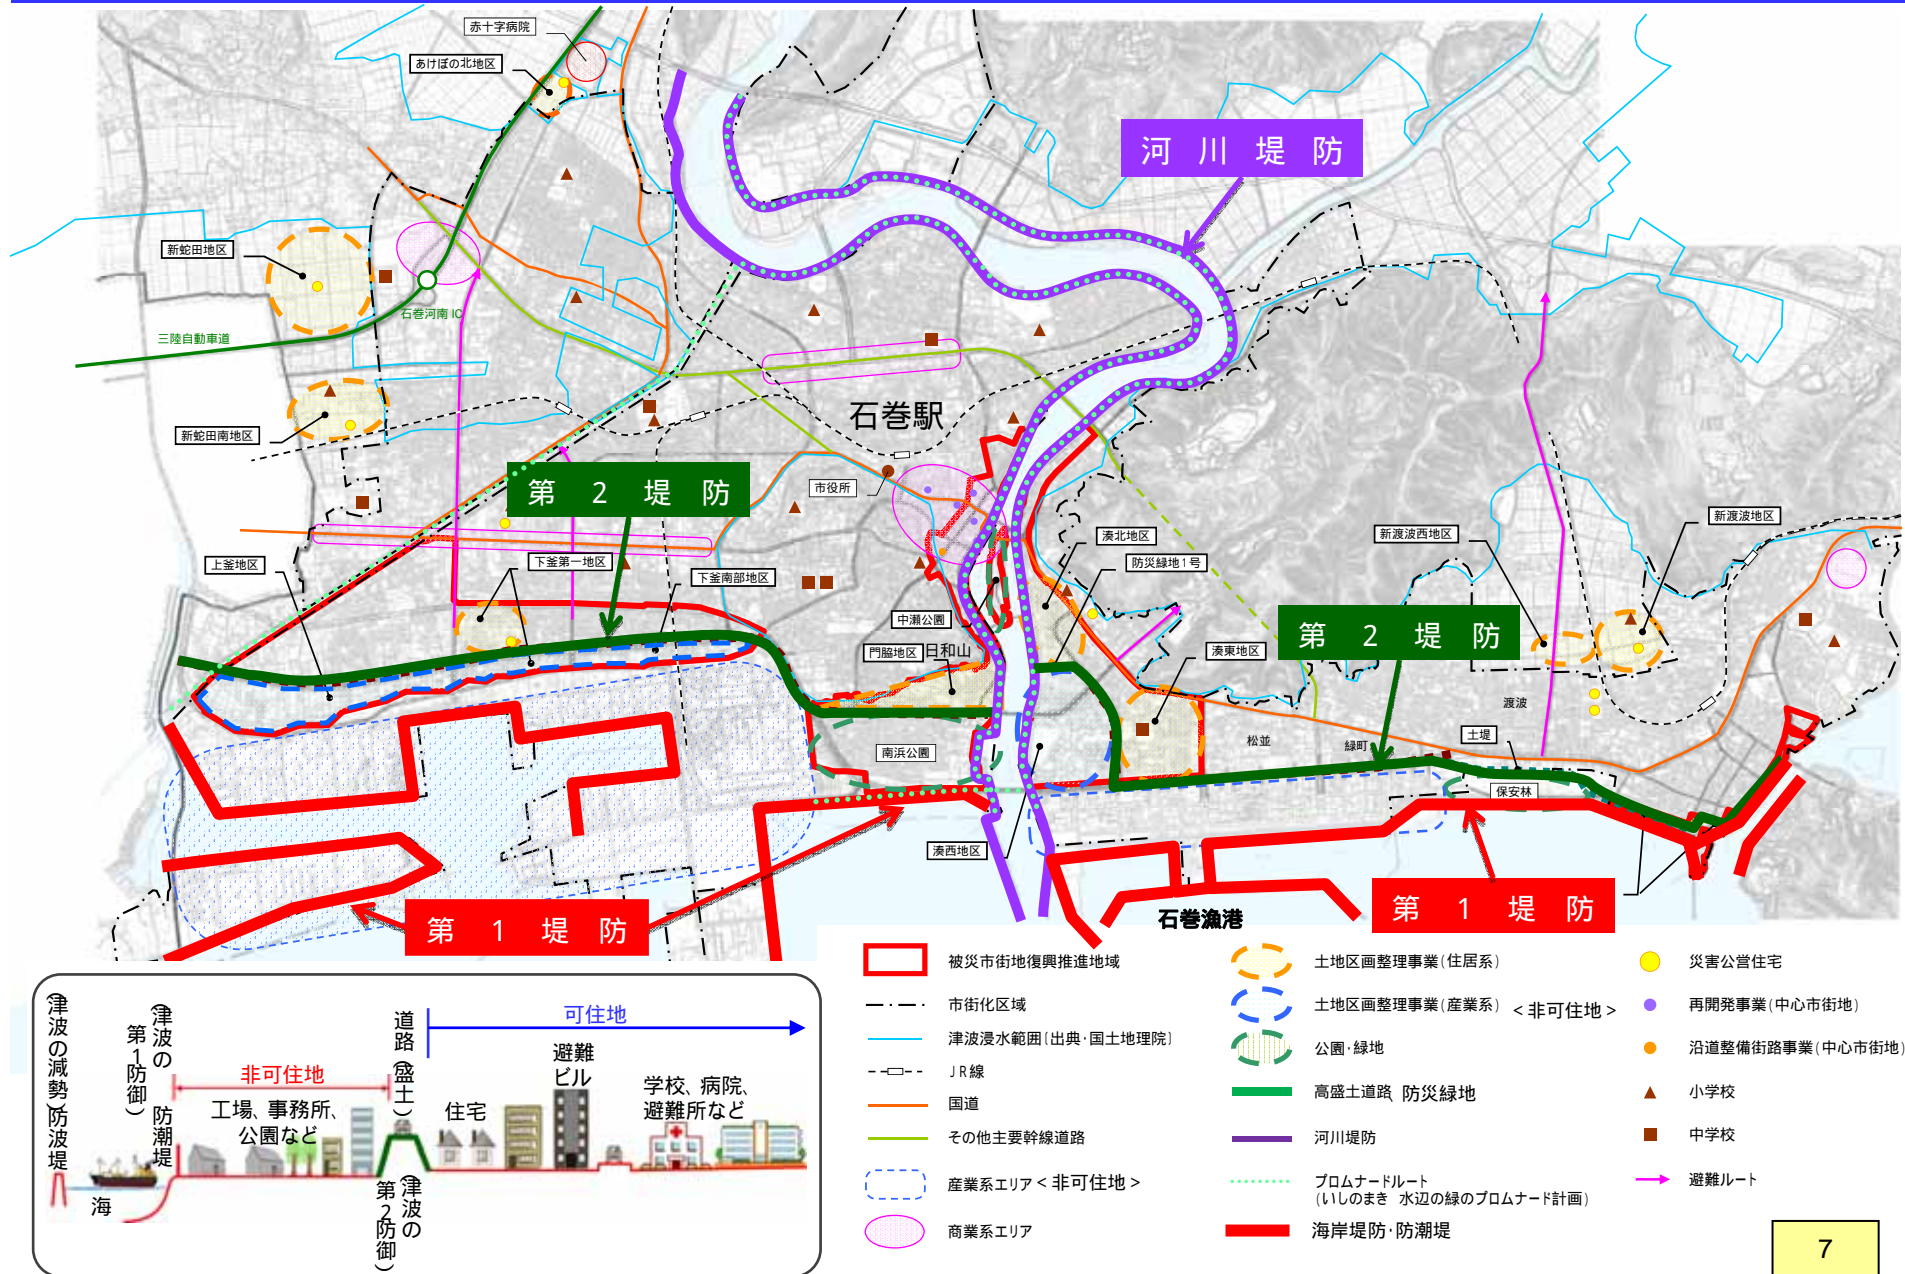 赤十字病院
あけぼの北地区
河川堤防
新蛇田地区
石巻河南 IC
三陸自動車道
新蛇田南地区
石巻駅
市役所
第2堤防
上釜地区
下釜第一地区
下釜南部地区
中瀬公園
門脇地区
日和山
湊北地区
防災緑地1号
湊東地区
第2堤防
新渡波西地区
新渡波地区
渡波
松並
緑町
土堤
保安林
南浜公園
湊西地区
第1堤防
第1堤防
石巻漁港
被災市街地復興推進地域
市街化区域
津波浸水範囲[出典・国土地理院]
JR線
国道
その他主要幹線道路
産業系エリア<非可住地>
商業系エリア
土地区画整理事業(住居系)
土地区画整理事業(産業系) <非可住地>
公園・緑地
高盛土道路、防災緑地
河川堤防
プロムナードルート
(いしのまき 水辺の緑のプロムナード計画)
海岸堤防・防潮堤
災害公営住宅
再開発事業(中心市街地)
沿道整備街路事業(中心市街地)
小学校
中学校
避難ルート
防波堤
(津波の減勢)
防潮堤
(津波の
第1防御)
道路(盛土)
(津波の
第2防御)
可住地
非可住地
工場、事務所、
公園など
住宅
避難
ビル
学校、病院、
避難所など
海
7